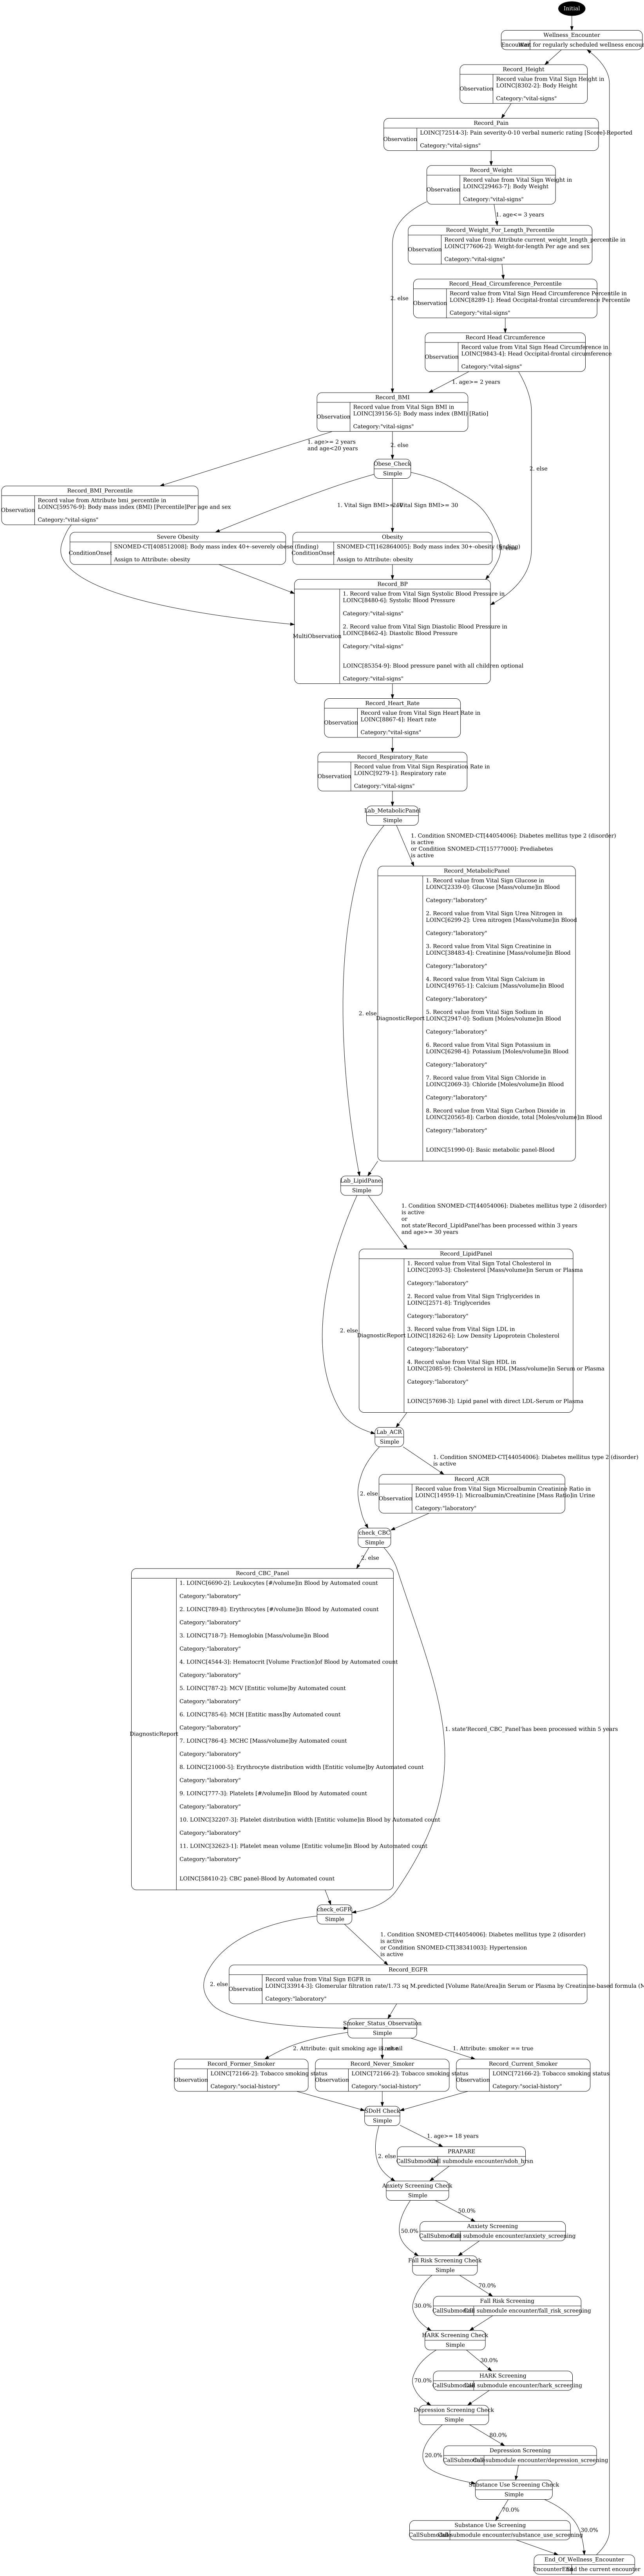 Initial
Wellness_Encounter
Encounter
Wait for regularly scheduled wellness encounter
Record_Height
Observation
Record value from Vital Sign Height in
LOINC[8302-2]: Body Height
Category:"vital-signs"
Record_Pain
Observation
LOINC[72514-3]: Pain severity-0-10 verbal numeric rating [Score]-Reported
Category:"vital-signs"
Record_Weight
Observation
Record value from Vital Sign Weight in
LOINC[29463-7]: Body Weight
Category:"vital-signs"
1. age<= 3 years
Record_Weight_For_Length_Percentile
Observation
Record value from Attribute current_weight_length_percentile in
LOINC[77606-2]: Weight-for-length Per age and sex
Category:"vital-signs"
Record_Head_Circumference_Percentile
Observation
Record value from Vital Sign Head Circumference Percentile in
LOINC[8289-1]: Head Occipital-frontal circumference Percentile
Category:"vital-signs"
2. else
Record Head Circumference
Observation
Record value from Vital Sign Head Circumference in
LOINC[9843-4]: Head Occipital-frontal circumference
Category:"vital-signs"
1. age>= 2 years
Record_BMI
Observation
Record value from Vital Sign BMI in
LOINC[39156-5]: Body mass index (BMI) [Ratio]
Category:"vital-signs"
1. age>= 2 years
and age<20 years
2. else
Obese_Check
Simple
2. else
Record_BMI_Percentile
Observation
Record value from Attribute bmi_percentile in
LOINC[59576-9]: Body mass index (BMI) [Percentile]Per age and sex
Category:"vital-signs"
1. Vital Sign BMI>= 40
2. Vital Sign BMI>= 30
3. else
Severe Obesity
ConditionOnset
SNOMED-CT[408512008]: Body mass index 40+-severely obese (finding)
Assign to Attribute: obesity
Obesity
ConditionOnset
SNOMED-CT[162864005]: Body mass index 30+-obesity (finding)
Assign to Attribute: obesity
Record_BP
MultiObservation
1. Record value from Vital Sign Systolic Blood Pressure in
LOINC[8480-6]: Systolic Blood Pressure
Category:"vital-signs"
2. Record value from Vital Sign Diastolic Blood Pressure in
LOINC[8462-4]: Diastolic Blood Pressure
Category:"vital-signs"
LOINC[85354-9]: Blood pressure panel with all children optional
Category:"vital-signs"
Record_Heart_Rate
Observation
Record value from Vital Sign Heart Rate in
LOINC[8867-4]: Heart rate
Category:"vital-signs"
Record_Respiratory_Rate
Observation
Record value from Vital Sign Respiration Rate in
LOINC[9279-1]: Respiratory rate
Category:"vital-signs"
Lab_MetabolicPanel
Simple
1. Condition SNOMED-CT[44054006]: Diabetes mellitus type 2 (disorder)
is active
or Condition SNOMED-CT[15777000]: Prediabetes
is active
Record_MetabolicPanel
DiagnosticReport
1. Record value from Vital Sign Glucose in
LOINC[2339-0]: Glucose [Mass/volume]in Blood
Category:"laboratory"
2. Record value from Vital Sign Urea Nitrogen in
LOINC[6299-2]: Urea nitrogen [Mass/volume]in Blood
Category:"laboratory"
3. Record value from Vital Sign Creatinine in
LOINC[38483-4]: Creatinine [Mass/volume]in Blood
Category:"laboratory"
4. Record value from Vital Sign Calcium in
LOINC[49765-1]: Calcium [Mass/volume]in Blood
Category:"laboratory"
5. Record value from Vital Sign Sodium in
LOINC[2947-0]: Sodium [Moles/volume]in Blood
Category:"laboratory"
6. Record value from Vital Sign Potassium in
LOINC[6298-4]: Potassium [Moles/volume]in Blood
Category:"laboratory"
7. Record value from Vital Sign Chloride in
LOINC[2069-3]: Chloride [Moles/volume]in Blood
Category:"laboratory"
8. Record value from Vital Sign Carbon Dioxide in
LOINC[20565-8]: Carbon dioxide, total [Moles/volume]in Blood
Category:"laboratory"
LOINC[51990-0]: Basic metabolic panel-Blood
2. else
Lab_LipidPanel
Simple
1. Condition SNOMED-CT[44054006]: Diabetes mellitus type 2 (disorder)
is active
or
not state'Record_LipidPanel'has been processed within 3 years
and age>= 30 years
Record_LipidPanel
DiagnosticReport
1. Record value from Vital Sign Total Cholesterol in
LOINC[2093-3]: Cholesterol [Mass/volume]in Serum or Plasma
Category:"laboratory"
2. Record value from Vital Sign Triglycerides in
LOINC[2571-8]: Triglycerides
Category:"laboratory"
3. Record value from Vital Sign LDL in
LOINC[18262-6]: Low Density Lipoprotein Cholesterol
Category:"laboratory"
4. Record value from Vital Sign HDL in
LOINC[2085-9]: Cholesterol in HDL [Mass/volume]in Serum or Plasma
Category:"laboratory"
LOINC[57698-3]: Lipid panel with direct LDL-Serum or Plasma
2. else
Lab_ACR
Simple
1. Condition SNOMED-CT[44054006]: Diabetes mellitus type 2 (disorder)
is active
Record_ACR
Observation
Record value from Vital Sign Microalbumin Creatinine Ratio in
LOINC[14959-1]: Microalbumin/Creatinine [Mass Ratio]in Urine
Category:"laboratory"
2. else
check_CBC
Simple
2. else
Record_CBC_Panel
DiagnosticReport
1. LOINC[6690-2]: Leukocytes [#/volume]in Blood by Automated count
Category:"laboratory"
2. LOINC[789-8]: Erythrocytes [#/volume]in Blood by Automated count
Category:"laboratory"
3. LOINC[718-7]: Hemoglobin [Mass/volume]in Blood
Category:"laboratory"
4. LOINC[4544-3]: Hematocrit [Volume Fraction]of Blood by Automated count
Category:"laboratory"
5. LOINC[787-2]: MCV [Entitic volume]by Automated count
Category:"laboratory"
6. LOINC[785-6]: MCH [Entitic mass]by Automated count
Category:"laboratory"
7. LOINC[786-4]: MCHC [Mass/volume]by Automated count
Category:"laboratory"
8. LOINC[21000-5]: Erythrocyte distribution width [Entitic volume]by Automated count
Category:"laboratory"
9. LOINC[777-3]: Platelets [#/volume]in Blood by Automated count
Category:"laboratory"
10. LOINC[32207-3]: Platelet distribution width [Entitic volume]in Blood by Automated count
Category:"laboratory"
11. LOINC[32623-1]: Platelet mean volume [Entitic volume]in Blood by Automated count
Category:"laboratory"
LOINC[58410-2]: CBC panel-Blood by Automated count
1. state'Record_CBC_Panel'has been processed within 5 years
check_eGFR
Simple
1. Condition SNOMED-CT[44054006]: Diabetes mellitus type 2 (disorder)
is active
or Condition SNOMED-CT[38341003]: Hypertension
is active
Record_EGFR
Observation
Record value from Vital Sign EGFR in
LOINC[33914-3]: Glomerular filtration rate/1.73 sq M.predicted [Volume Rate/Area]in Serum or Plasma by Creatinine-based formula (M
Category:"laboratory"
2. else
Smoker_Status_Observation
Simple
2. Attribute: quit smoking age is not nil
3. else
1. Attribute: smoker == true
Record_Former_Smoker
Observation
LOINC[72166-2]: Tobacco smoking status
Category:"social-history"
Record_Never_Smoker
Observation
LOINC[72166-2]: Tobacco smoking status
Category:"social-history"
Record_Current_Smoker
Observation
LOINC[72166-2]: Tobacco smoking status
Category:"social-history"
SDoH Check
Simple
1. age>= 18 years
PRAPARE
CallSubmodule
Call submodule encounter/sdoh_hrsn
2. else
Anxiety Screening Check
Simple
50.0%
Anxiety Screening
CallSubmodule
Call submodule encounter/anxiety_screening
50.0%
Fall Risk Screening Check
Simple
70.0%
Fall Risk Screening
CallSubmodule
Call submodule encounter/fall_risk_screening
30.0%
HARK Screening Check
Simple
30.0%
HARK Screening
CallSubmodule
Call submodule encounter/hark_screening
70.0%
Depression Screening Check
Simple
80.0%
Depression Screening
CallSubmodule
Call submodule encounter/depression_screening
20.0%
Substance Use Screening Check
Simple
70.0%
Substance Use Screening
CallSubmodule
Call submodule encounter/substance_use_screening
30.0%
End_Of_Wellness_Encounter
EncounterEnd
End the current encounter